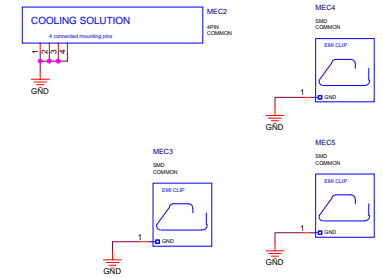 MEC2
COOLING SOLUTION
4PIN
COMMON
4 connected mounting pins
1 2 3 4
GND
MEC4
SMD
COMMON
EMI CLIP
1
GND
GND
MEC3
SMD
COMMON
EMI CLIP
1
GND
GND
MEC5
SMD
COMMON
EMI CLIP
1
GND
GND